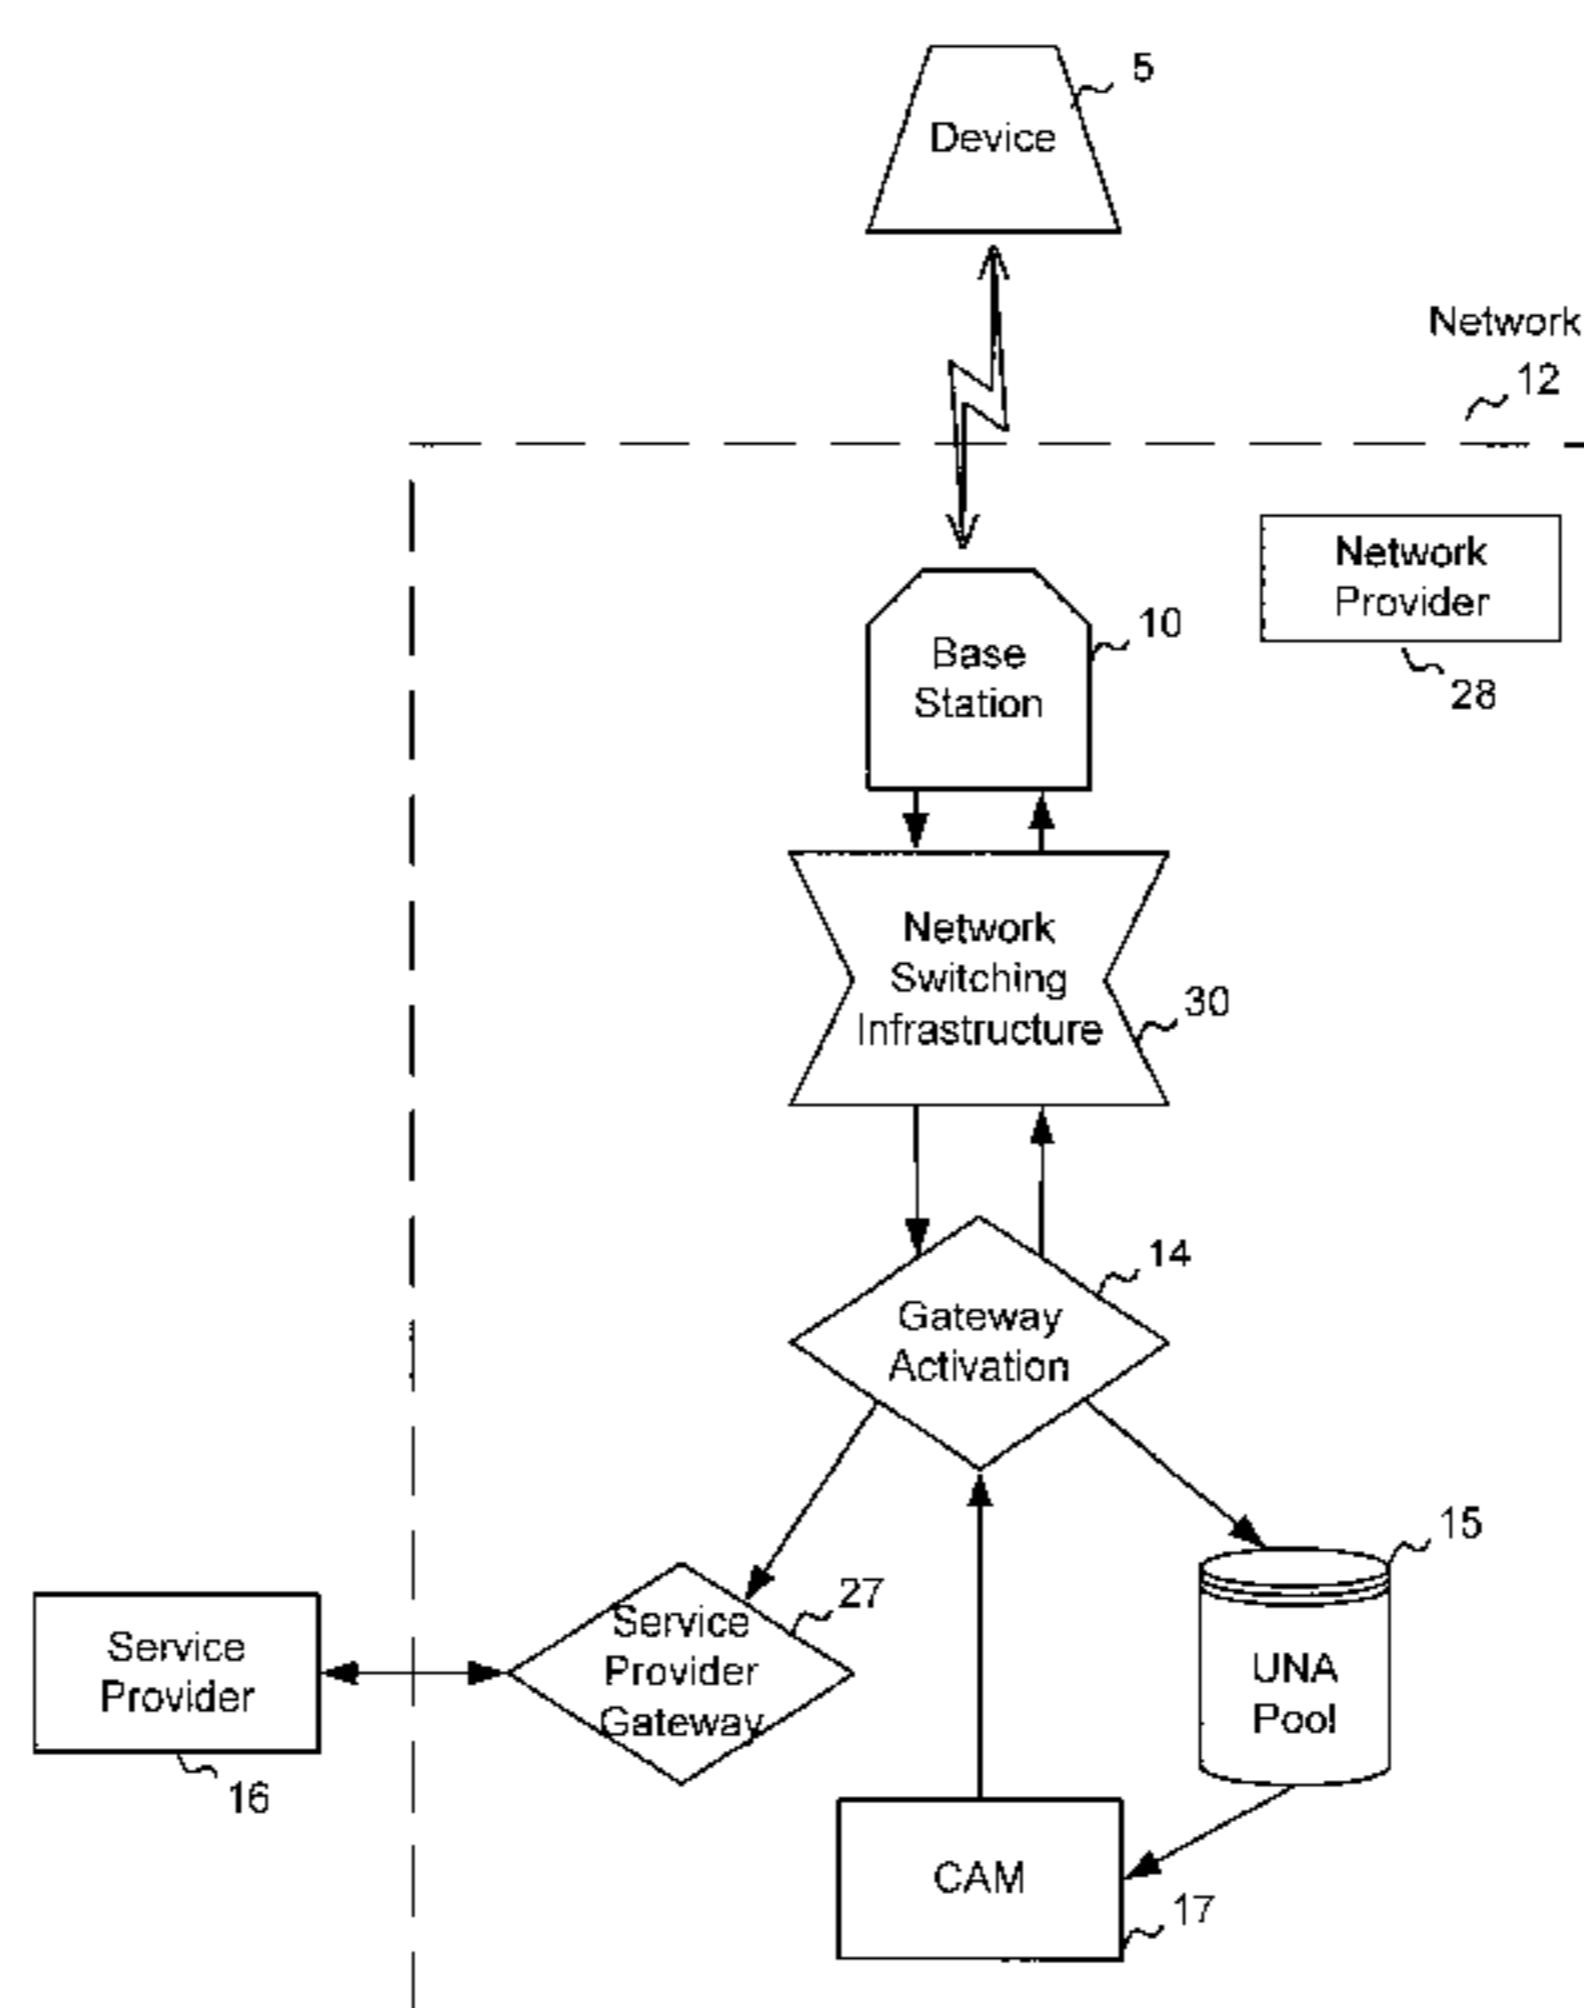 5
Device
Network
12
Network
Provider
28
Base
Station
10
Network
Switching
Infrastructure
30
14
Gateway
Activation
15
27
Service
Provider
Gateway
Service
Provider
16
UNA
Pool
CAM
17